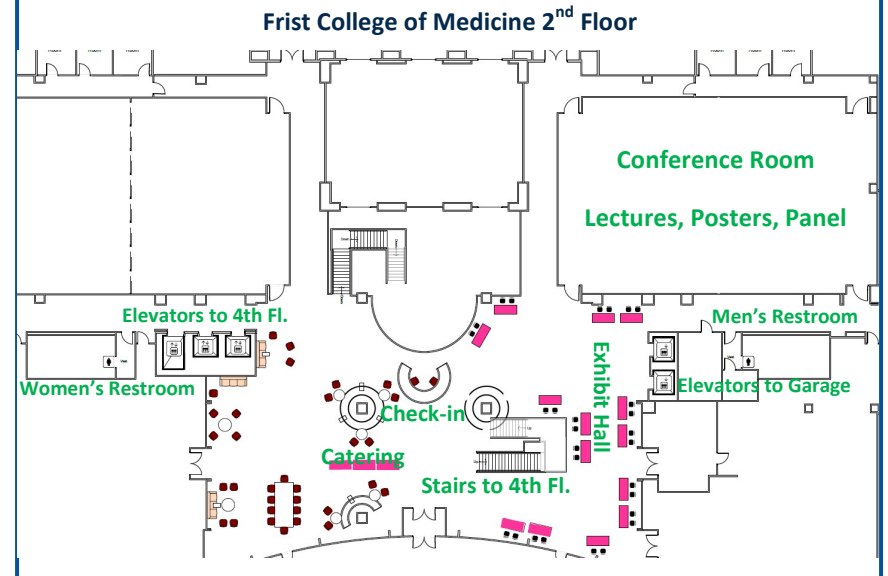 Frist College of Medicine 2nd Floor
Conference Room
Lectures, Posters, Panel
Elevators to 4th Fl.
Men's Restroom
Women's Restroom
Exhibit Hall
Elevators to Garage
Check-in
Catering
Stairs to 4th Fl.